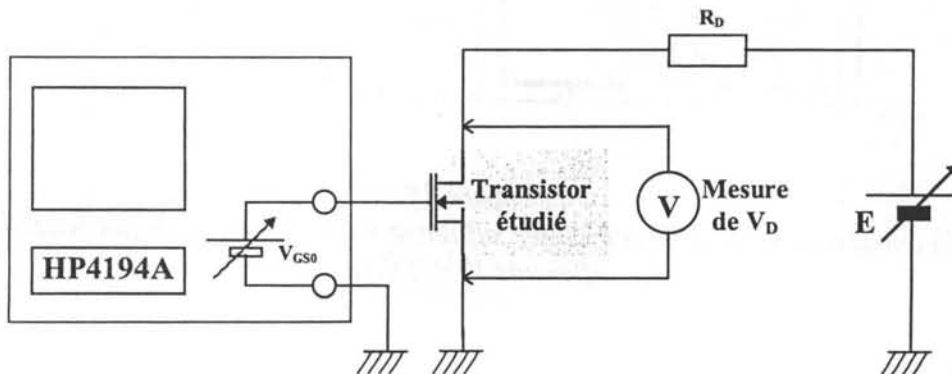 R_D
Transistor
étudié
V
Mesure
de V_D
E
V_GS0
HP4194A